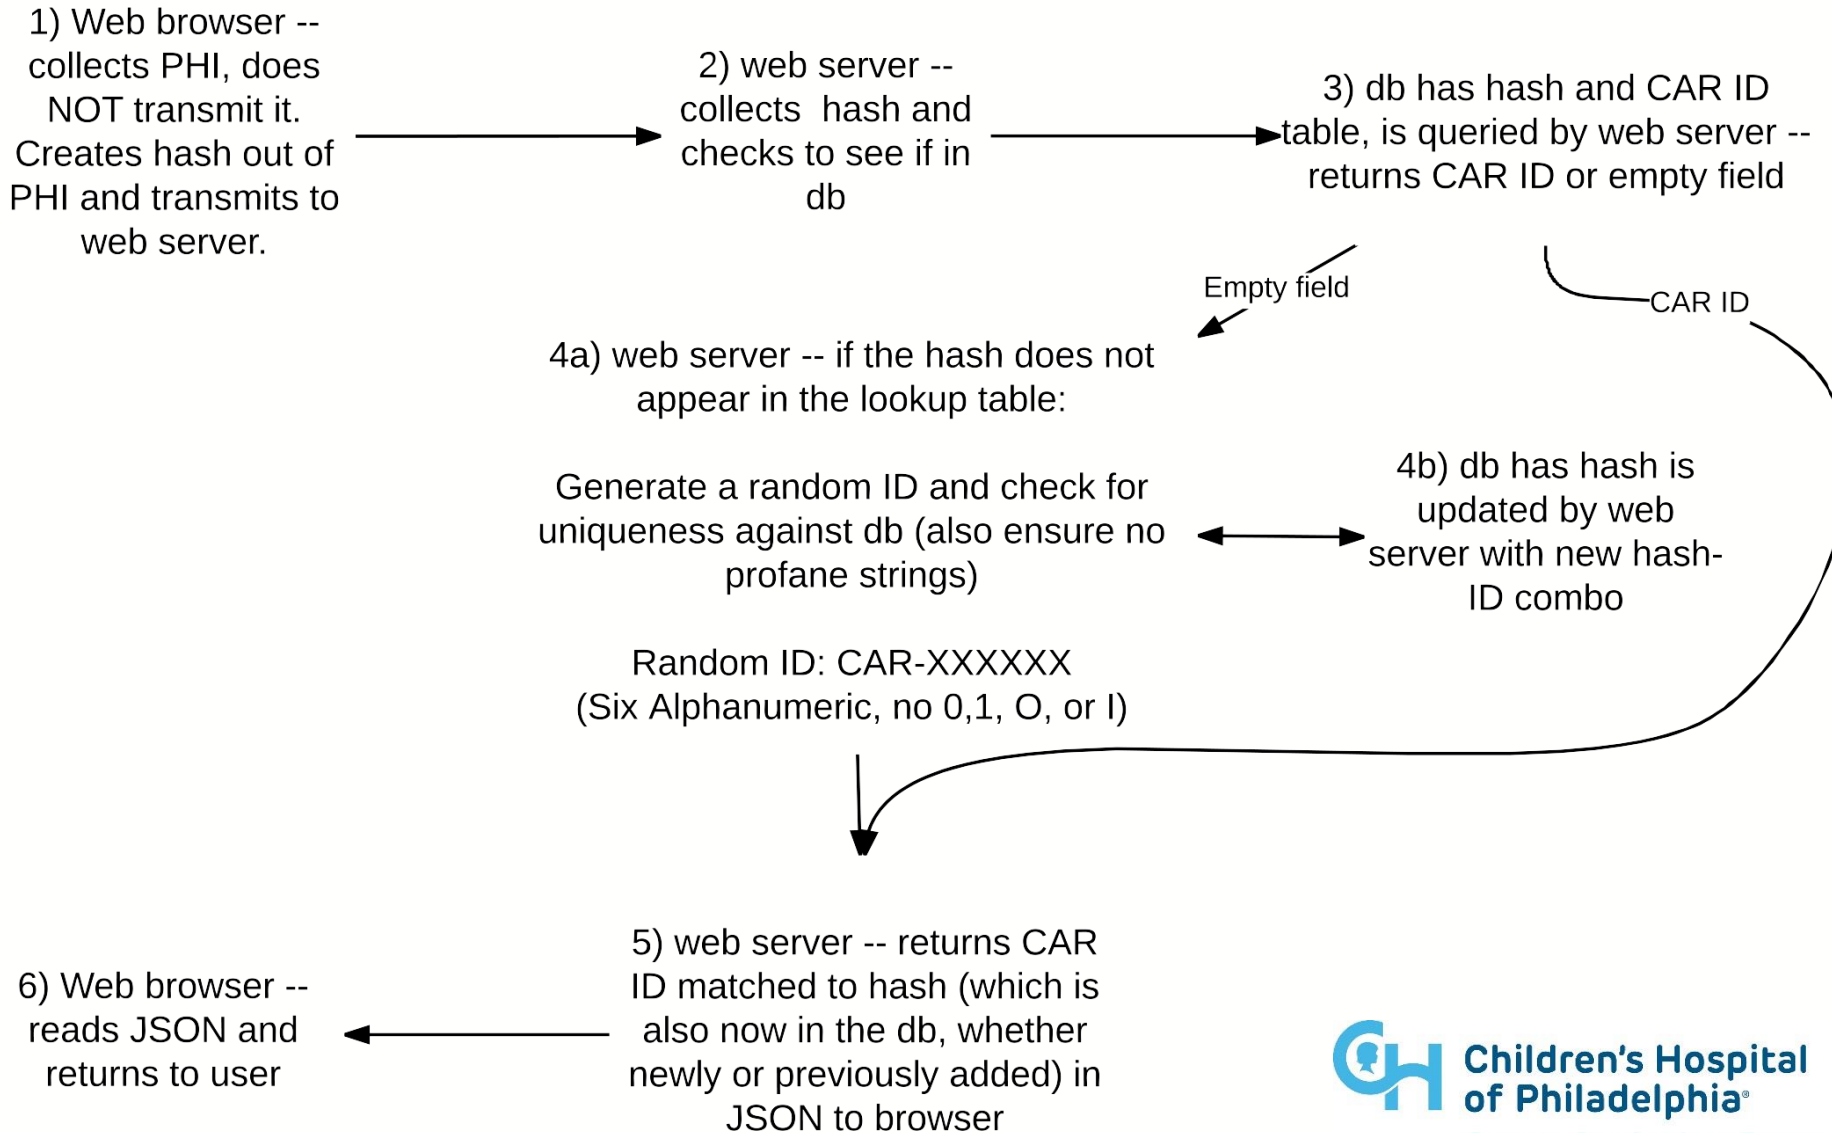 1) Web browser --
collects PHI, does
NOT transmit it.
Creates hash out of
PHI and transmits to
web server.
2) web server --
collects  hash and
checks to see if in
db
3) db has hash and CAR ID
table, is queried by web server --
returns CAR ID or empty field
Empty field
CAR ID
4a) web server -- if the hash does not
appear in the lookup table:
Generate a random ID and check for
uniqueness against db (also ensure no
profane strings)
Random ID: CAR-XXXXXX
(Six Alphanumeric, no 0,1, O, or I)
4b) db has hash is
updated by web
server with new hash-
ID combo
5) web server -- returns CAR
ID matched to hash (which is
also now in the db, whether
newly or previously added) in
JSON to browser
6) Web browser --
reads JSON and
returns to user
CH
Children's Hospital
of Philadelphia®